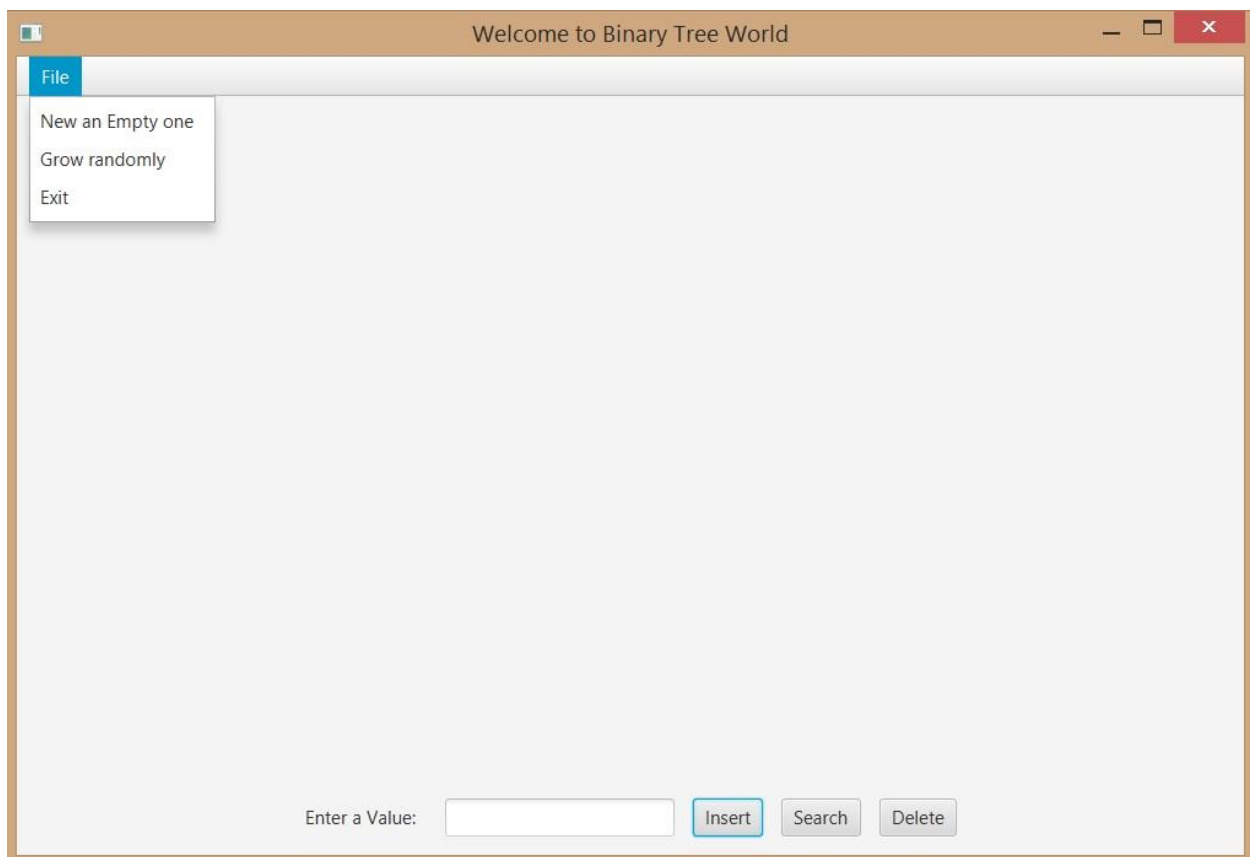 Welcome to Binary Tree World
File
New an Empty one
Grow randomly
Exit
Enter a Value: Insert Search Delete